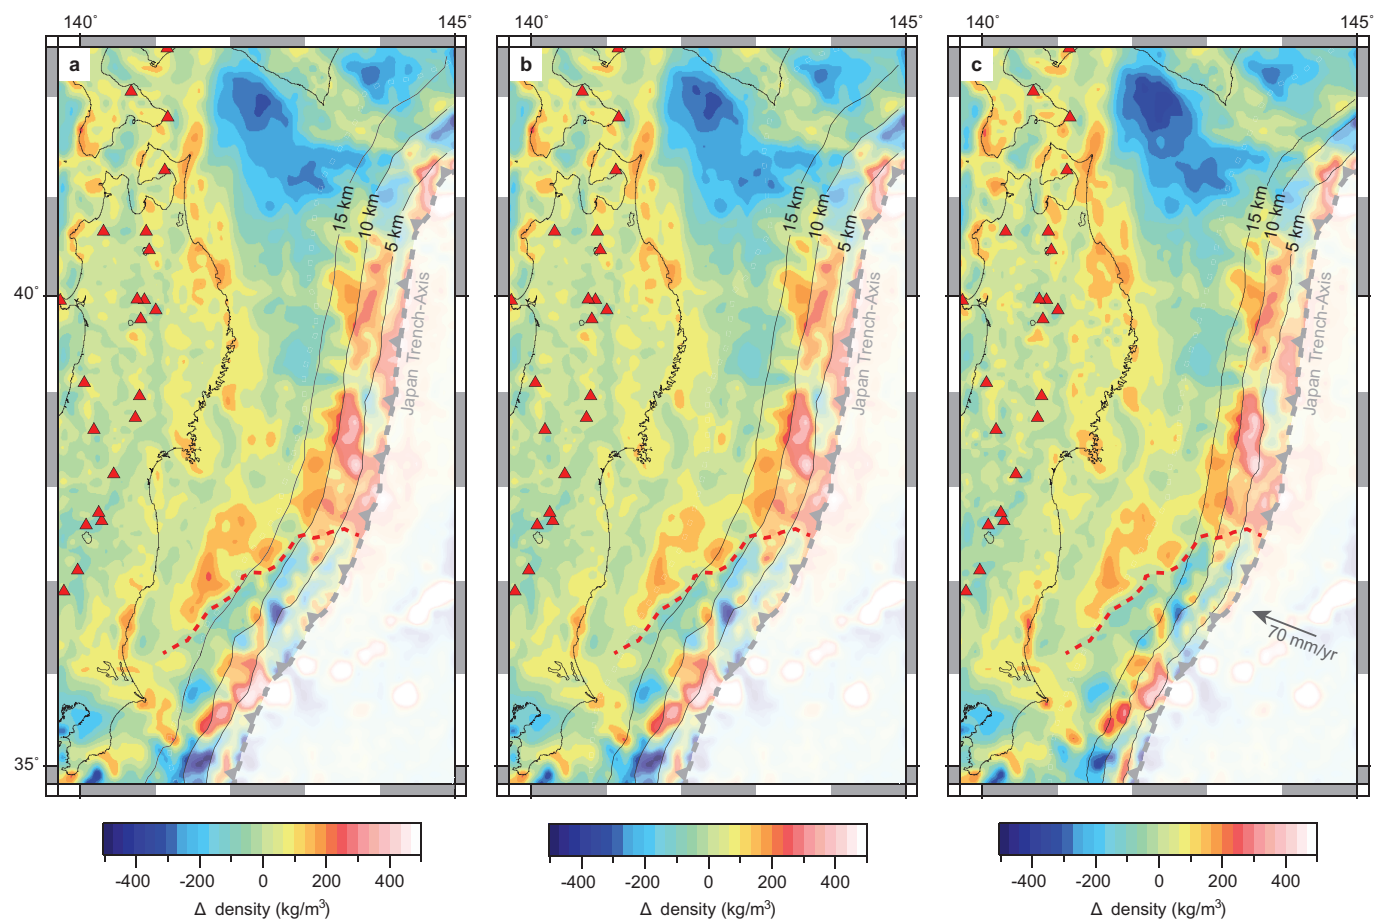 140° 145° 140° 145° 140° 145°
a b c
15 km 10 km 5 km 15 km 10 km 5 km 15 km 10 km 5 km
40°
Japan Trench-Axis Japan Trench-Axis Japan Trench-Axis
70 mm/yr
35°
-400 -200 0 200 400 -400 -200 0 200 400 -400 -200 0 200 400
Δ density (kg/m³) Δ density (kg/m³) Δ density (kg/m³)